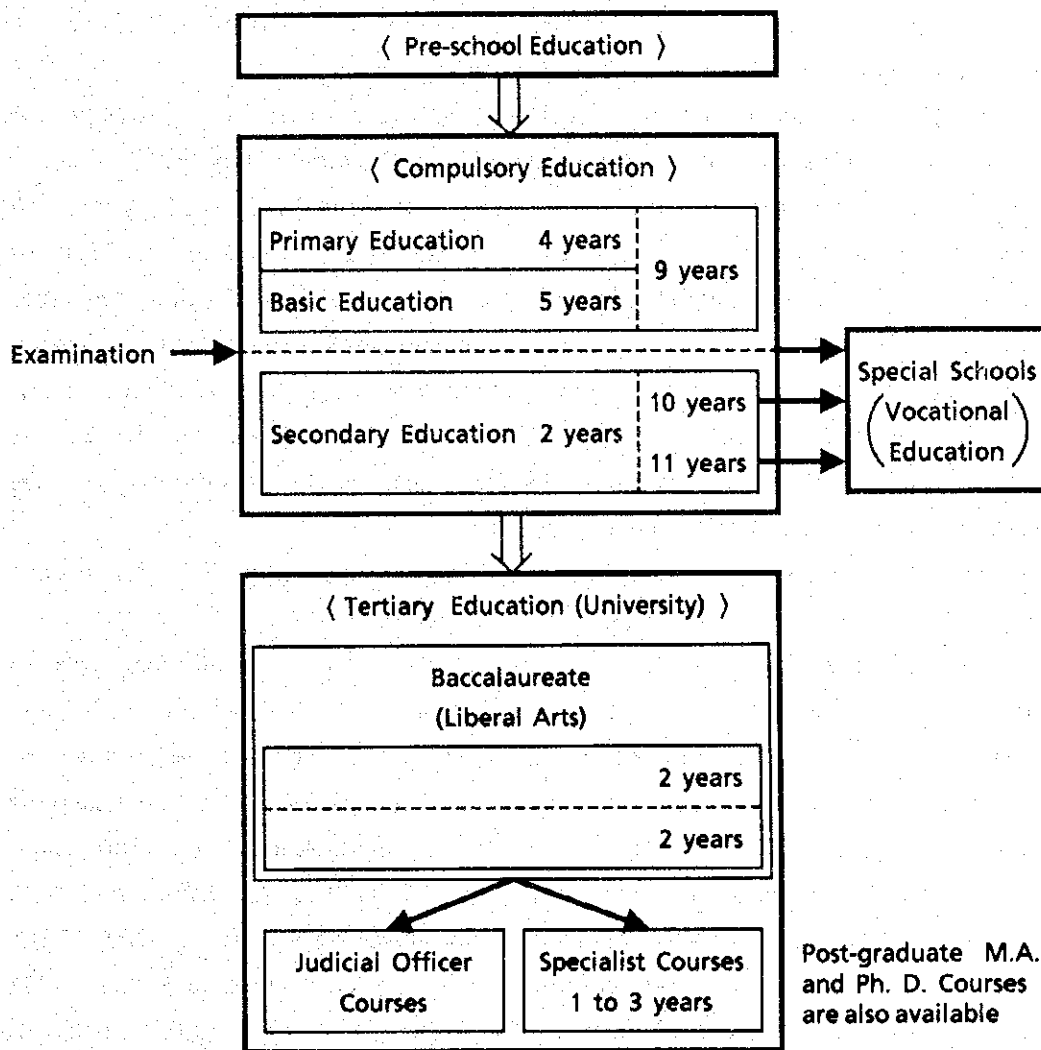 〈 Pre-school Education 〉
〈 Compulsory Education 〉
Primary Education 4 years
9 years
Basic Education 5 years
Examination
Special Schools
(Vocational
Education)
Secondary Education 2 years
10 years
11 years
〈 Tertiary Education (University) 〉
Baccalaureate
(Liberal Arts)
2 years
2 years
Judicial Officer
Courses
Specialist Courses
1 to 3 years
Post-graduate M.A.
and Ph. D. Courses
are also available